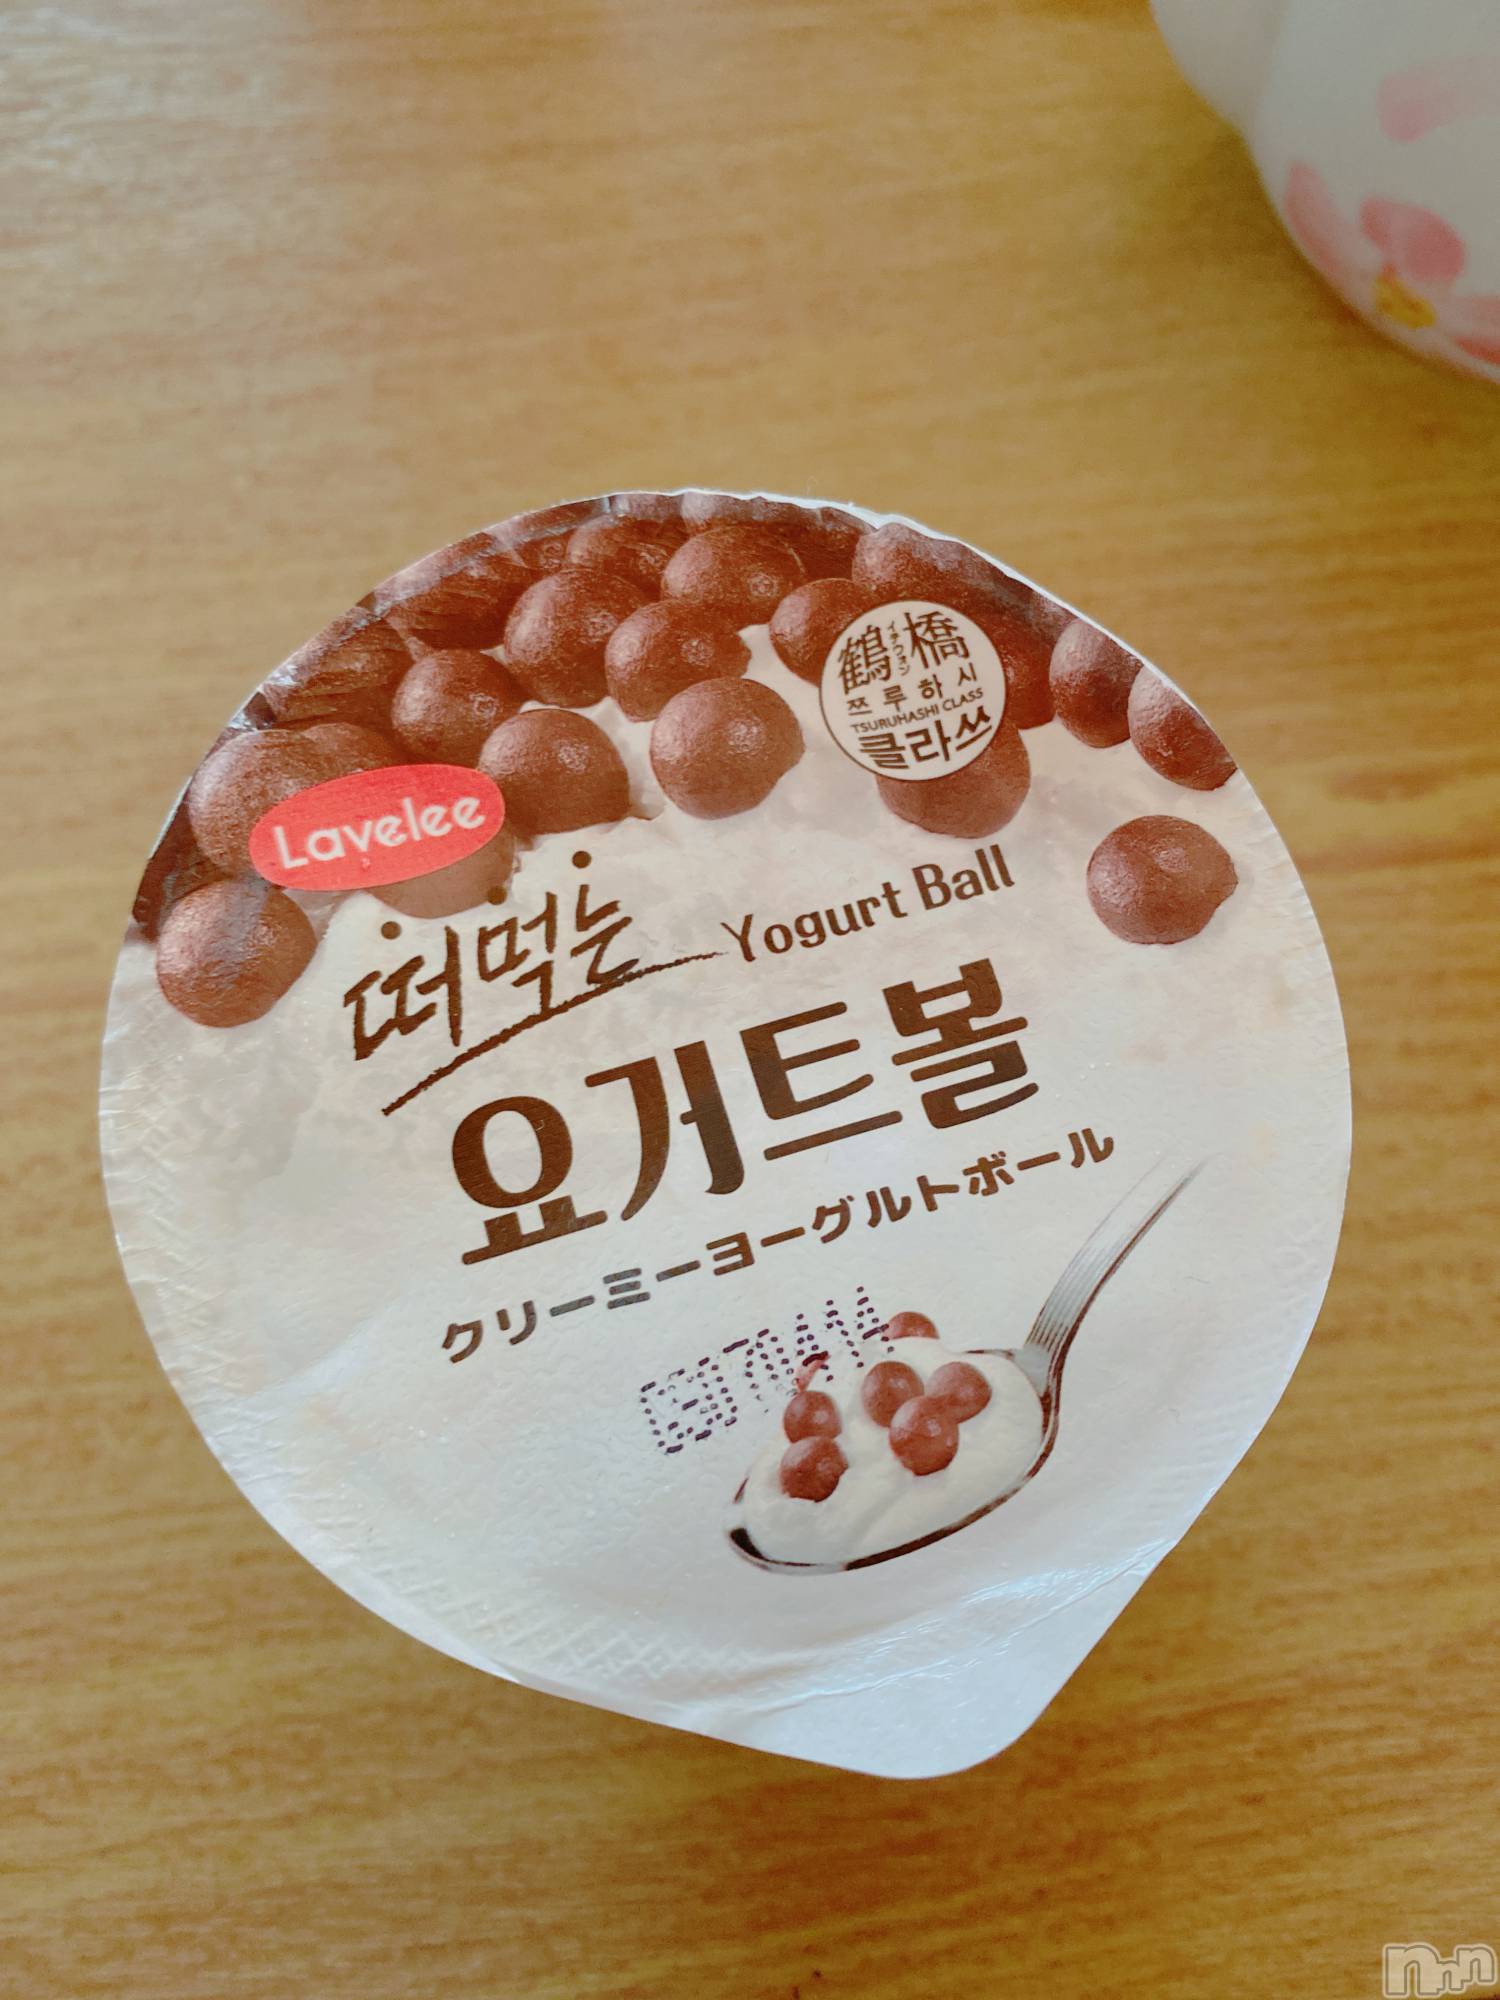 鶴橋
イチウォン
쯔루하시
TSURUHASHI CLASS
클라쓰
Lavelee
떠먹는
Yogurt Ball
요거트볼
クリーミーヨーグルトボール